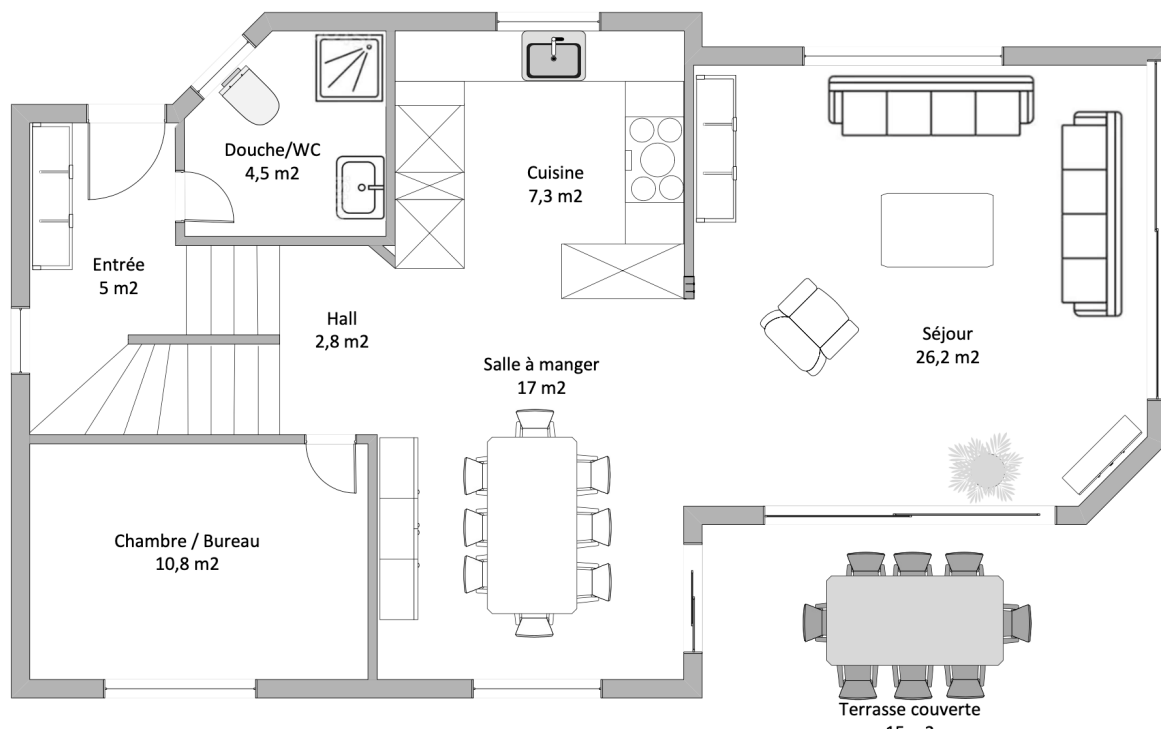 Douche/WC
4,5 m2
Cuisine
7,3 m2
Entrée
5 m2
Hall
2,8 m2
Séjour
26,2 m2
Salle à manger
17 m2
Chambre / Bureau
10,8 m2
Terrasse couverte